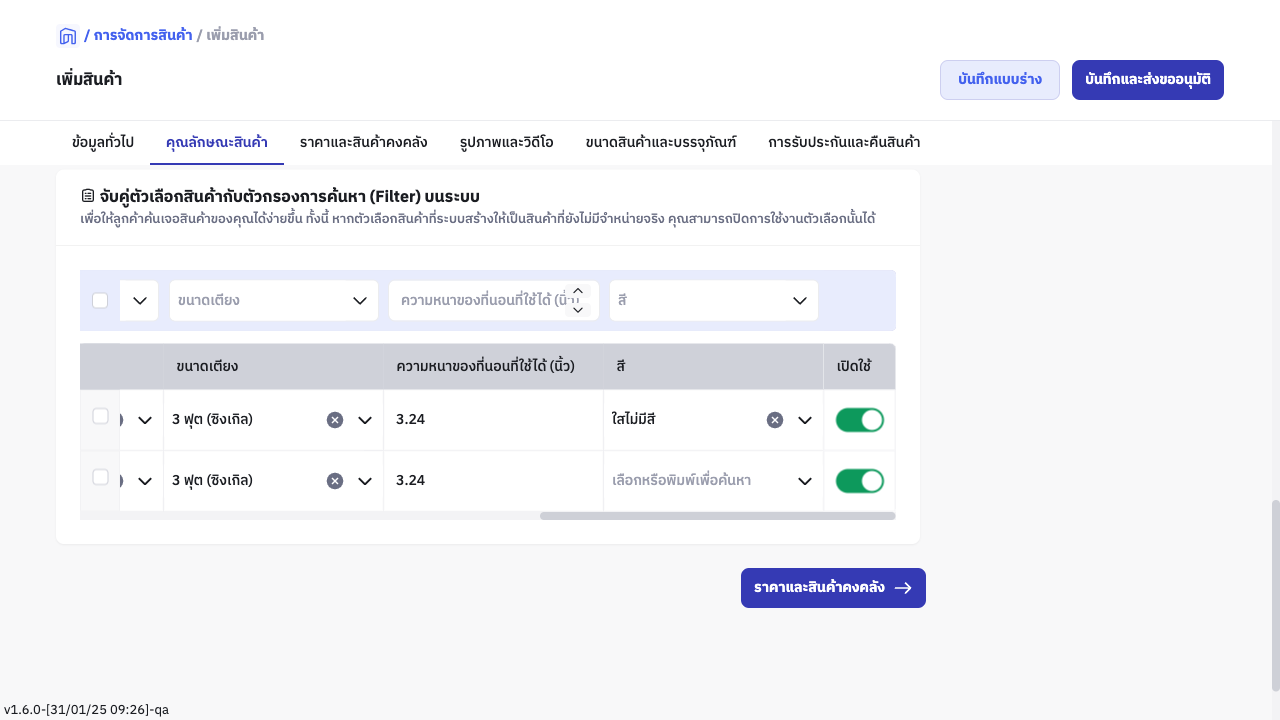 / การจัดการสินค้า / เพิ่มสินค้า
เพิ่มสินค้า
บันทึกแบบร่าง
บันทึกและส่งขออนุมัติ
ข้อมูลทั่วไป
คุณลักษณะสินค้า
ราคาและสินค้าคงคลัง
รูปภาพและวิดีโอ
ขนาดสินค้าและบรรจุภัณฑ์
การรับประกันและคืนสินค้า
จับคู่ตัวเลือกสินค้ากับตัวกรองการค้นหา (Filter) บนระบบ
เพื่อให้ลูกค้าค้นเจอสินค้าของคุณได้ง่ายขึ้น ทั้งนี้ หากตัวเลือกสินค้าที่ระบบสร้างให้เป็นสินค้าที่ยังไม่มีจำหน่ายจริง คุณสามารถปิดการใช้งานตัวเลือกนั้นได้
ขนาดเตียง
ความหนาของที่นอนที่ใช้ได้ (นิ้ว)
สี
ขนาดเตียง
ความหนาของที่นอนที่ใช้ได้ (นิ้ว)
สี
เปิดใช้
3 ฟุต (ซิงเกิล)
3.24
ใสไม่มีสี
3 ฟุต (ซิงเกิล)
3.24
เลือกหรือพิมพ์เพื่อค้นหา
ราคาและสินค้าคงคลัง
v1.6.0-[31/01/25 09:26]-qa